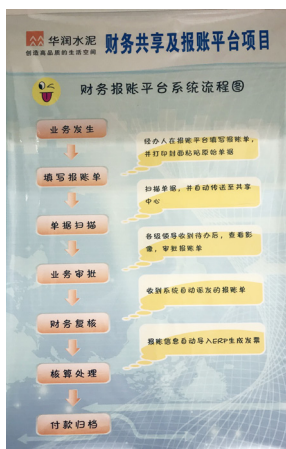 华润水泥 财务共享及报账平台项目
创造高品质的生活空间
财务报账平台系统流程图
业务发生
经办人在报账平台填写报账单,
并打印封面粘贴原始单据
填写报账单
扫描单据,并自动传送至共享
中心
单据扫描
各级领导收到待办后,查看影
像,审批报账单
业务审批
收到系统自动派发的报账单
财务复核
报账信息自动导入ERP生成发票
核算处理
付款归档